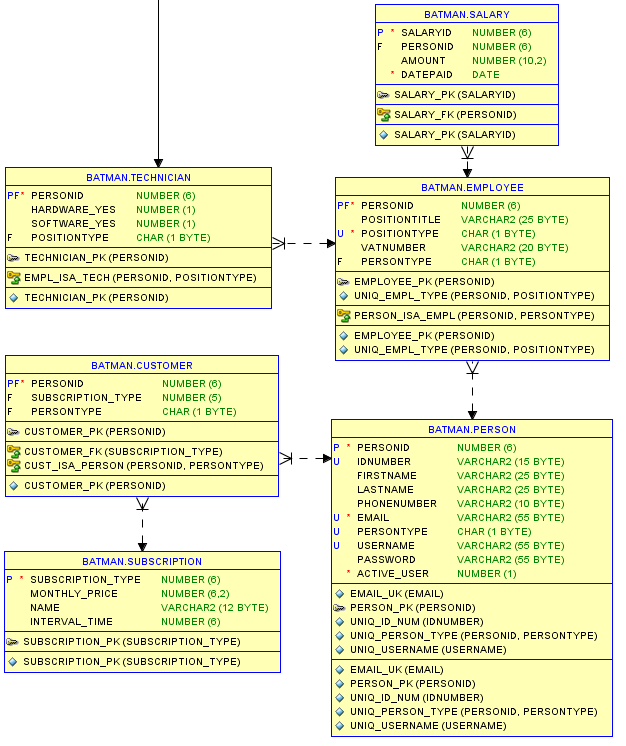 BATMAN.SALARY
P * SALARYID NUMBER (6)
F PERSONID NUMBER (6)
AMOUNT NUMBER (10,2)
* DATEPAID DATE
SALARY_PK (SALARYID)
SALARY_FK (PERSONID)
SALARY_PK (SALARYID)
BATMAN.TECHNICIAN
PF* PERSONID NUMBER (6)
HARDWARE_YES NUMBER (1)
SOFTWARE_YES NUMBER (1)
F POSITIONTYPE CHAR (1 BYTE)
TECHNICIAN_PK (PERSONID)
EMPL_ISA_TECH (PERSONID, POSITIONTYPE)
TECHNICIAN_PK (PERSONID)
BATMAN.EMPLOYEE
PF* PERSONID NUMBER (6)
POSITIONTITLE VARCHAR2 (25 BYTE)
U * POSITIONTYPE CHAR (1 BYTE)
VATNUMBER VARCHAR2 (20 BYTE)
F PERSONTYPE CHAR (1 BYTE)
EMPLOYEE_PK (PERSONID)
UNIQ_EMPL_TYPE (PERSONID, POSITIONTYPE)
PERSON_ISA_EMPL (PERSONID, PERSONTYPE)
EMPLOYEE_PK (PERSONID)
UNIQ_EMPL_TYPE (PERSONID, POSITIONTYPE)
BATMAN.CUSTOMER
PF* PERSONID NUMBER (6)
F SUBSCRIPTION_TYPE NUMBER (5)
F PERSONTYPE CHAR (1 BYTE)
CUSTOMER_PK (PERSONID)
CUSTOMER_FK (SUBSCRIPTION_TYPE)
CUST_ISA_PERSON (PERSONID, PERSONTYPE)
CUSTOMER_PK (PERSONID)
BATMAN.PERSON
P * PERSONID NUMBER (6)
U IDNUMBER VARCHAR2 (15 BYTE)
FIRSTNAME VARCHAR2 (25 BYTE)
LASTNAME VARCHAR2 (25 BYTE)
PHONENUMBER VARCHAR2 (10 BYTE)
U * EMAIL VARCHAR2 (55 BYTE)
U PERSONTYPE CHAR (1 BYTE)
U USERNAME VARCHAR2 (55 BYTE)
PASSWORD VARCHAR2 (55 BYTE)
* ACTIVE_USER NUMBER (1)
EMAIL_UK (EMAIL)
PERSON_PK (PERSONID)
UNIQ_ID_NUM (IDNUMBER)
UNIQ_PERSON_TYPE (PERSONID, PERSONTYPE)
UNIQ_USERNAME (USERNAME)
EMAIL_UK (EMAIL)
PERSON_PK (PERSONID)
UNIQ_ID_NUM (IDNUMBER)
UNIQ_PERSON_TYPE (PERSONID, PERSONTYPE)
UNIQ_USERNAME (USERNAME)
BATMAN.SUBSCRIPTION
P * SUBSCRIPTION_TYPE NUMBER (6)
MONTHLY_PRICE NUMBER (6,2)
NAME VARCHAR2 (12 BYTE)
INTERVAL_TIME NUMBER (6)
SUBSCRIPTION_PK (SUBSCRIPTION_TYPE)
SUBSCRIPTION_PK (SUBSCRIPTION_TYPE)